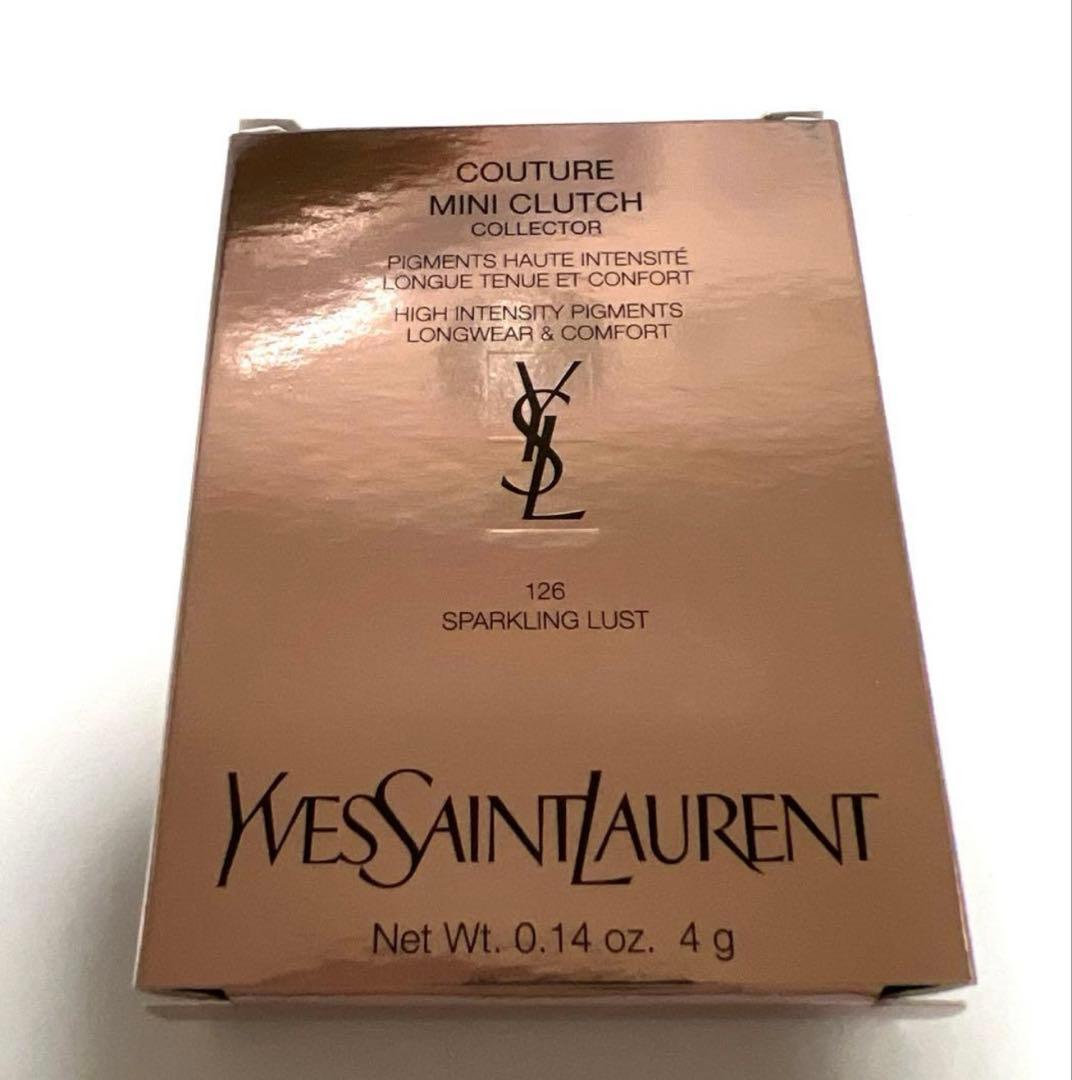 COUTURE
MINI CLUTCH
COLLECTOR
PIGMENTS HAUTE INTENSITÉ
LONGUE TENUE ET CONFORT
HIGH INTENSITY PIGMENTS
LONGWEAR & COMFORT
YSL
126
SPARKLING LUST
YVESSAINTLAURENT
Net Wt. 0.14 oz. 4 g